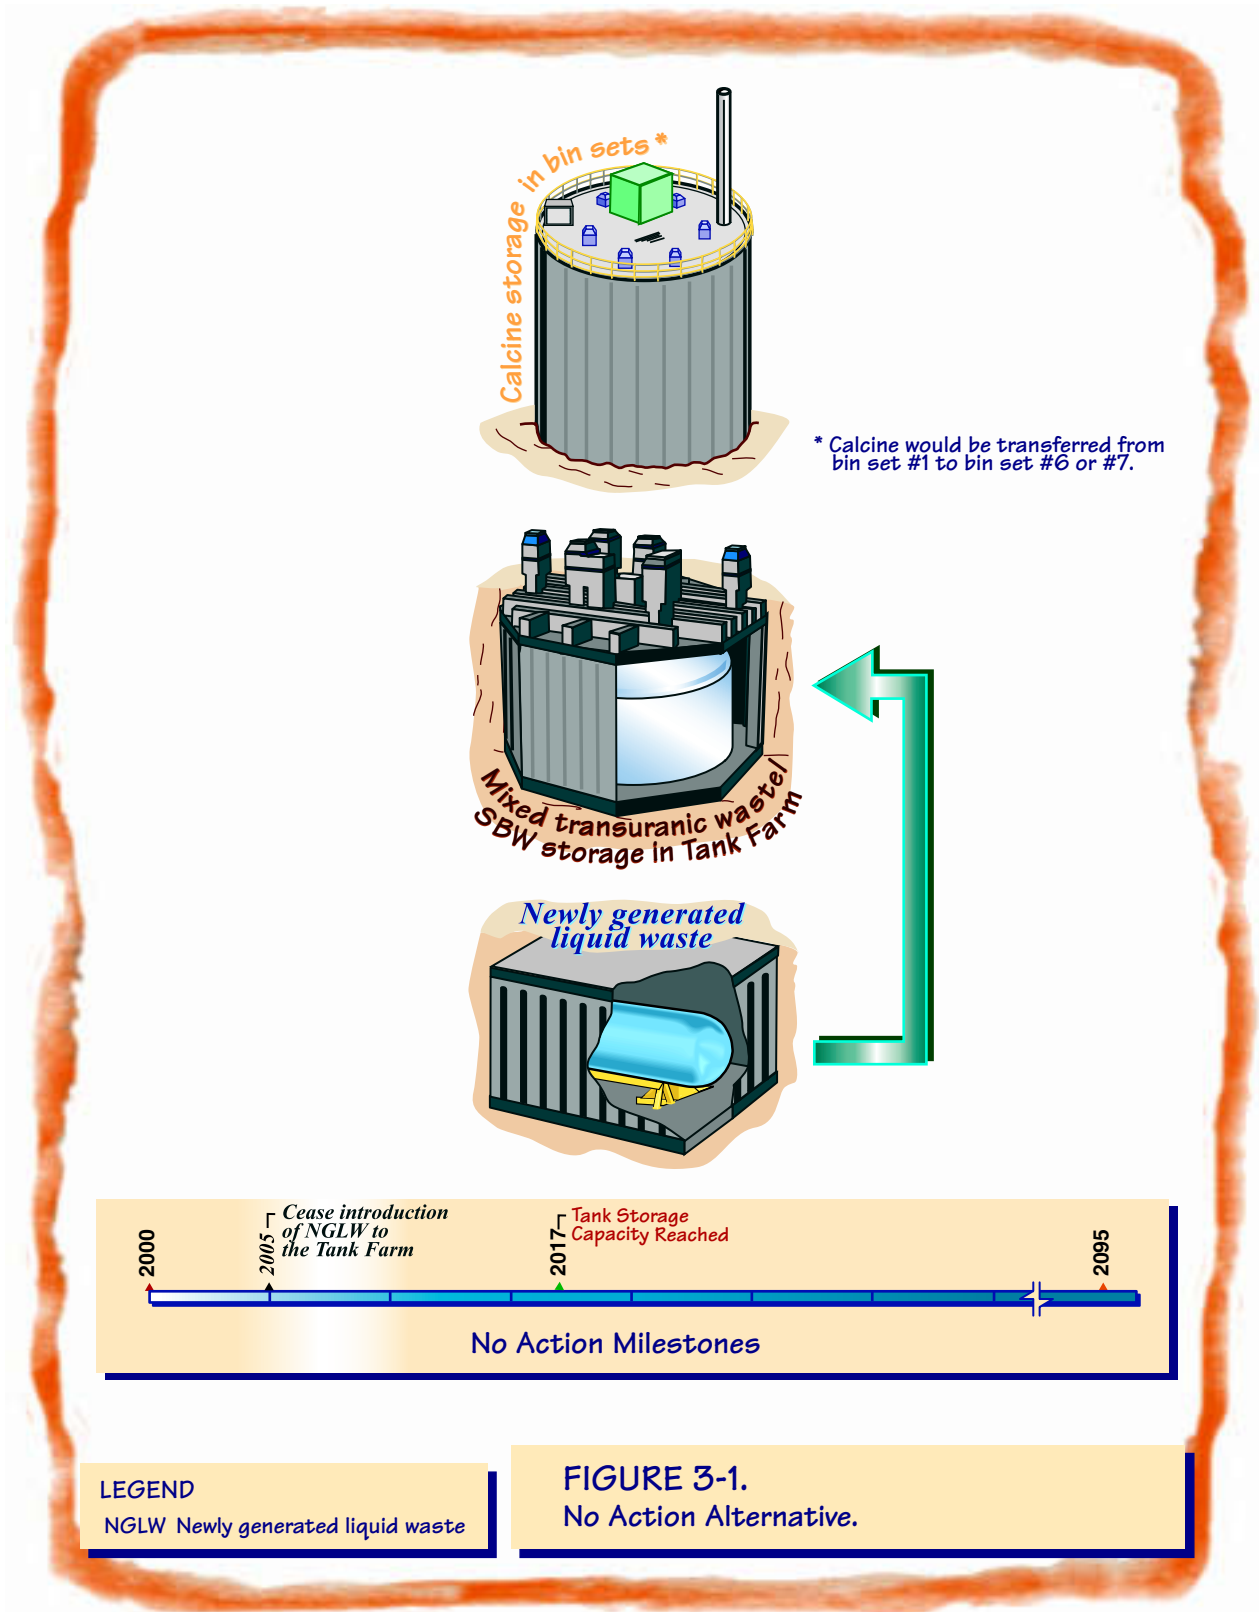 Calcine storage in bin sets *
* Calcine would be transferred from
bin set #1 to bin set #6 or #7.
Mixed transuranic waste/
SBW storage in Tank Farm
Newly generated
liquid waste
2000
2005
Cease introduction
of NGLW to
the Tank Farm
2017
Tank Storage
Capacity Reached
2095
No Action Milestones
LEGEND
NGLW Newly generated liquid waste
FIGURE 3-1.
No Action Alternative.